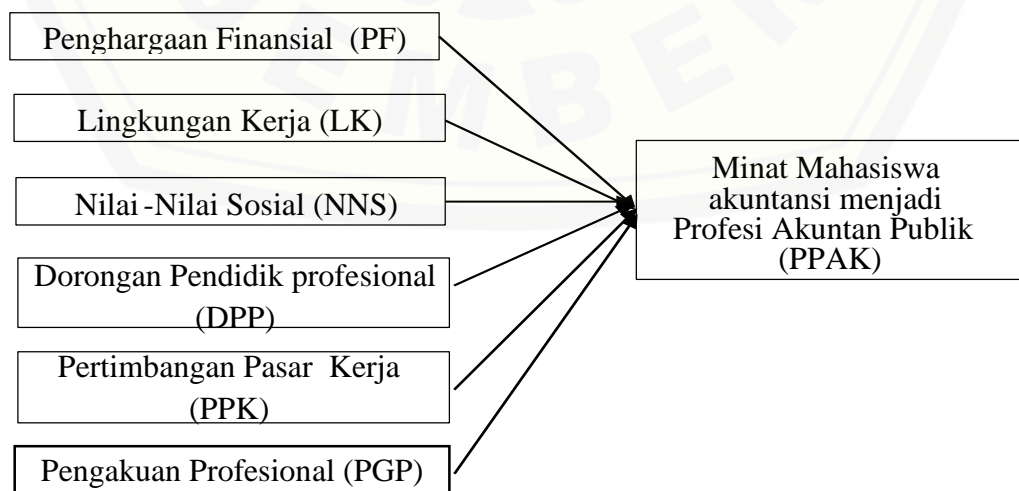 Penghargaan Finansial (PF)
Lingkungan Kerja (LK)
Nilai-Nilai Sosial (NNS)
Dorongan Pendidik profesional
(DPP)
Pertimbangan Pasar Kerja
(PPK)
Pengakuan Profesional (PGP)
Minat Mahasiswa
akuntansi menjadi
Profesi Akuntan Publik
(PPAK)